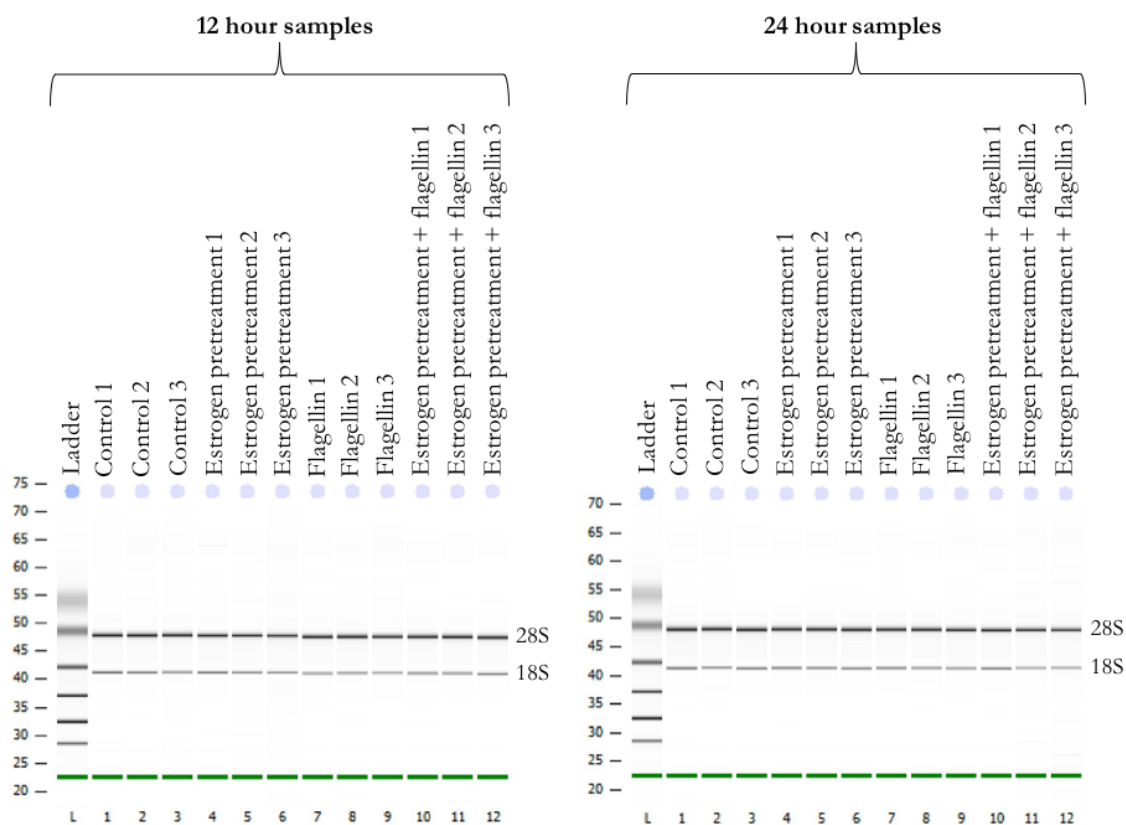 12 hour samples
24 hour samples
Ladder
Control 1
Control 2
Control 3
Estrogen pretreatment 1
Estrogen pretreatment 2
Estrogen pretreatment 3
Flagellin 1
Flagellin 2
Flagellin 3
Estrogen pretreatment + flagellin 1
Estrogen pretreatment + flagellin 2
Estrogen pretreatment + flagellin 3
75
70
65
60
55
50
45
40
35
30
25
20
28S
18S
L 1 2 3 4 5 6 7 8 9 10 11 12
Ladder
Control 1
Control 2
Control 3
Estrogen pretreatment 1
Estrogen pretreatment 2
Estrogen pretreatment 3
Flagellin 1
Flagellin 2
Flagellin 3
Estrogen pretreatment + flagellin 1
Estrogen pretreatment + flagellin 2
Estrogen pretreatment + flagellin 3
70
65
60
55
50
45
40
35
30
25
20
28S
18S
L 1 2 3 4 5 6 7 8 9 10 11 12